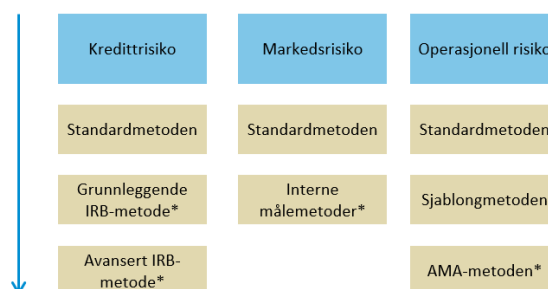 Kredittrisiko
Markedsrisiko
Operasjonell risiko
Standardmetoden
Standardmetoden
Standardmetoden
Grunnleggende
IRB-metode*
Interne
målemetoder*
Sjablongmetoden
Avansert IRB-
metode*
AMA-metoden*